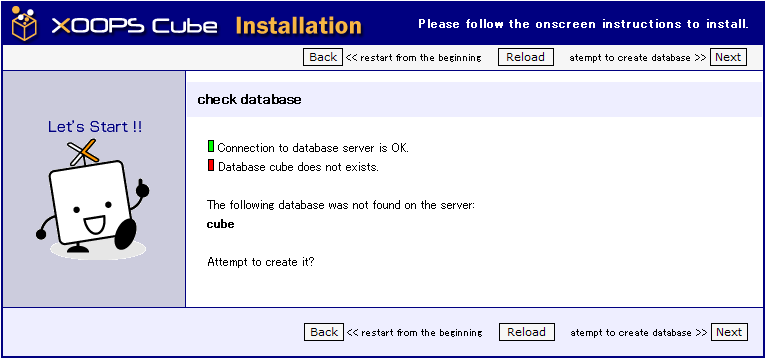 XOOPS Cube Installation
Please follow the onscreen instructions to install.
Back << restart from the beginning Reload atempt to create database >> Next
Let's Start !!
check database
Connection to database server is OK.
Database cube does not exists.
The following database was not found on the server:
cube
Attempt to create it?
Back << restart from the beginning Reload atempt to create database >> Next